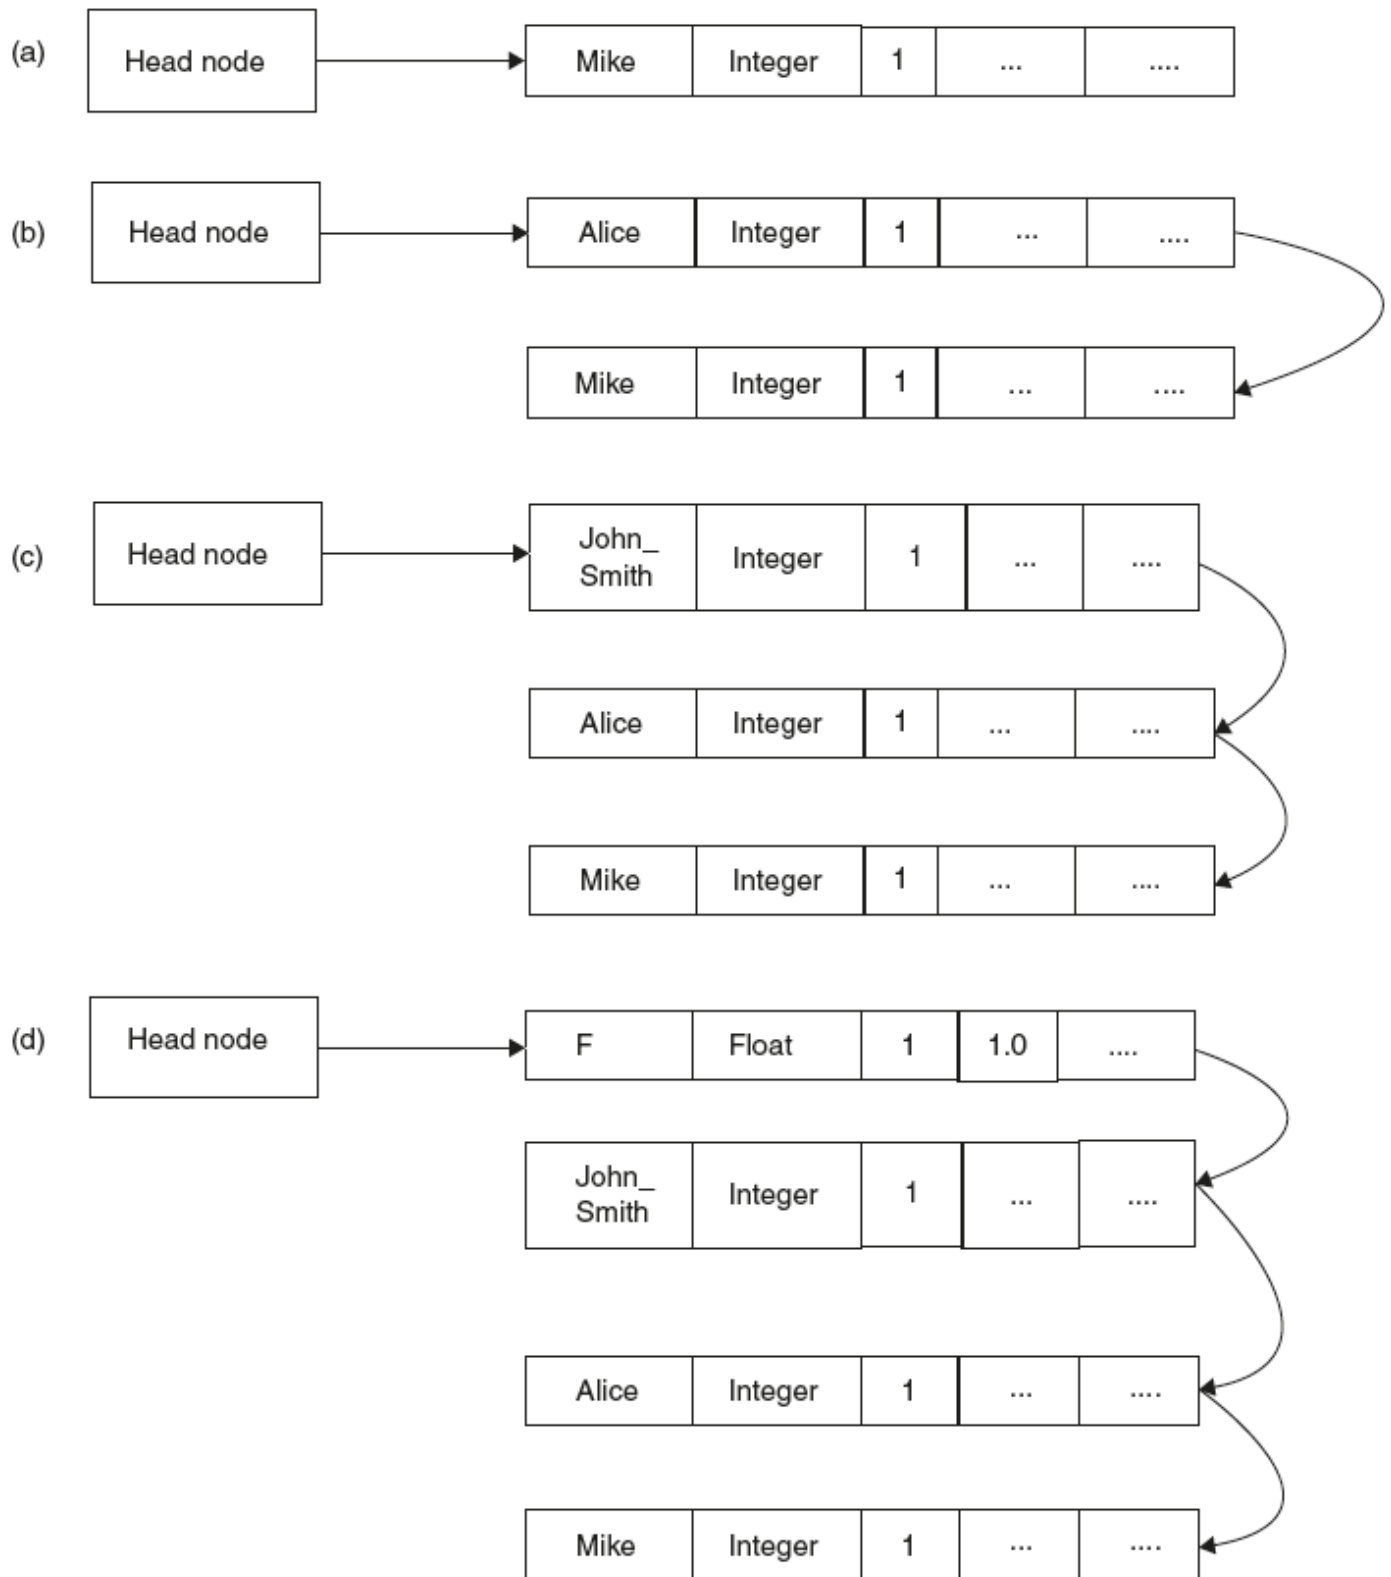 (a) Head node Mike Integer 1 ... ....
(b) Head node Alice Integer 1 ... ....
Mike Integer 1 ... ....
(c) Head node John_ Integer 1 ... ....
Smith
Alice Integer 1 ... ....
Mike Integer 1 ... ....
(d) Head node F Float 1 1.0 ....
John_ Integer 1 ... ....
Smith
Alice Integer 1 ... ....
Mike Integer 1 ... ....